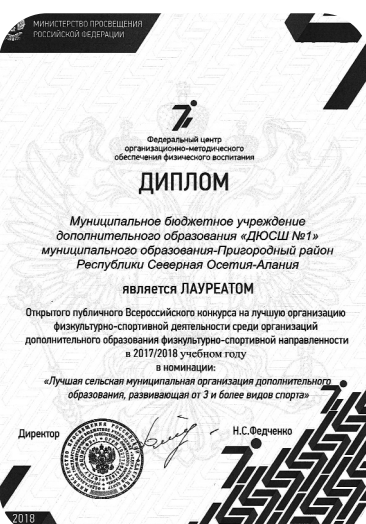 МИНИСТЕРСТВО ПРОСВЕЩЕНИЯ
РОССИЙСКОЙ ФЕДЕРАЦИИ
Федеральный центр
организационно-методического
обеспечения физического воспитания
ДИПЛОМ
Муниципальное бюджетное учреждение
дополнительного образования «ДЮСШ №1»
муниципального образования-Пригородный район
Республики Северная Осетия-Алания
является ЛАУРЕАТОМ
Открытого публичного Всероссийского конкурса на лучшую организацию
физкультурно-спортивной деятельности среди организаций
дополнительного образования физкультурно-спортивной направленности
в 2017/2018 учебном году
в номинации:
«Лучшая сельская муниципальная организация дополнительного
образования, развивающая от 3 и более видов спорта»
Директор
Н.С.Федченко
2018